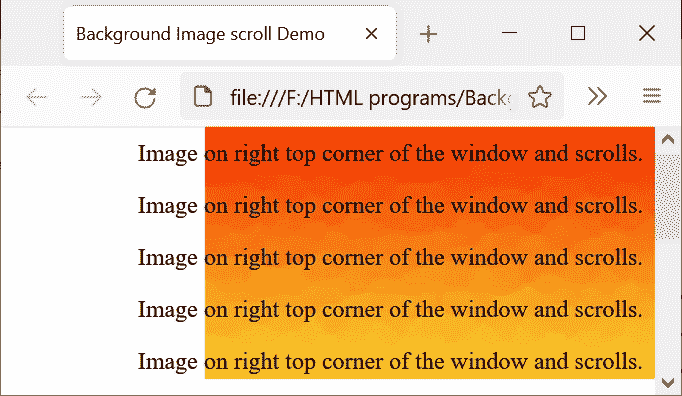 Background Image scroll Demo
file:///F:/HTML programs/Back
Image on right top corner of the window and scrolls.
Image on right top corner of the window and scrolls.
Image on right top corner of the window and scrolls.
Image on right top corner of the window and scrolls.
Image on right top corner of the window and scrolls.